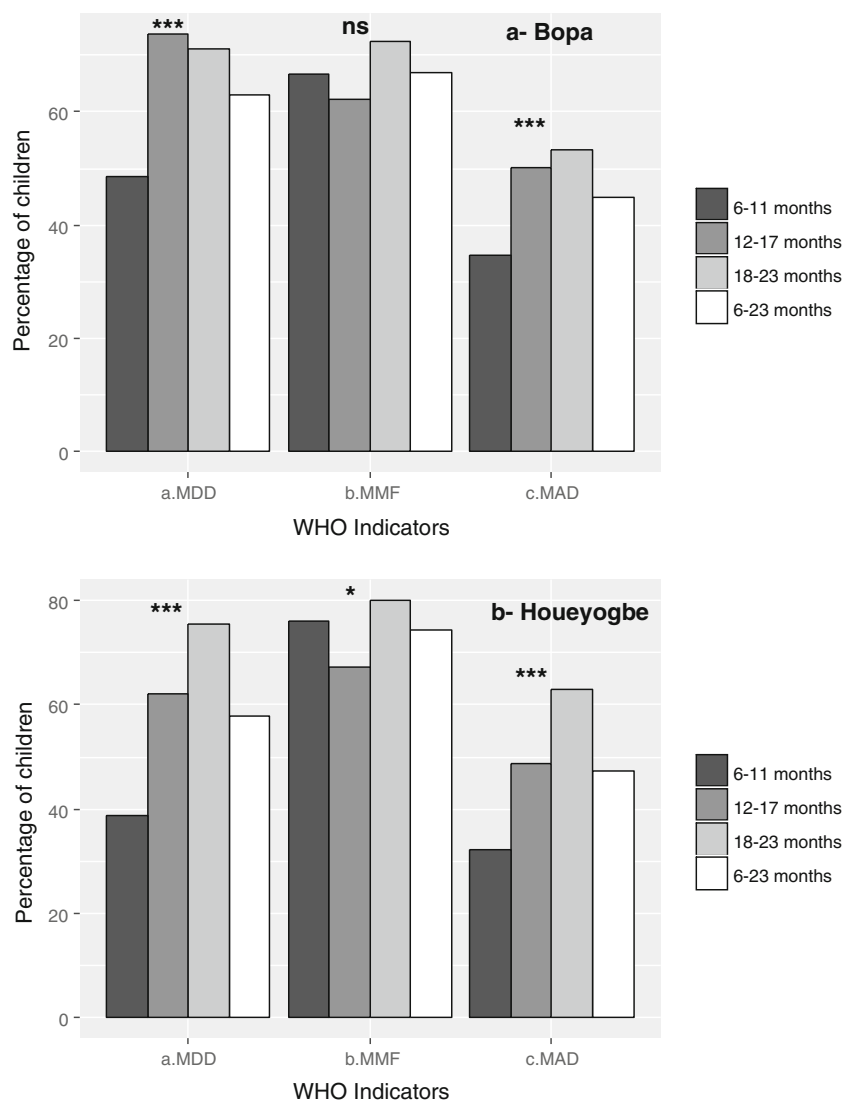 *** ns a- Bopa
***
60
40
20
0
Percentage of children
a.MDD b.MMF c.MAD
WHO Indicators
6-11 months
12-17 months
18-23 months
6-23 months
*** * b- Houeyogbe
***
80
60
40
20
0
Percentage of children
a.MDD b.MMF c.MAD
WHO Indicators
6-11 months
12-17 months
18-23 months
6-23 months